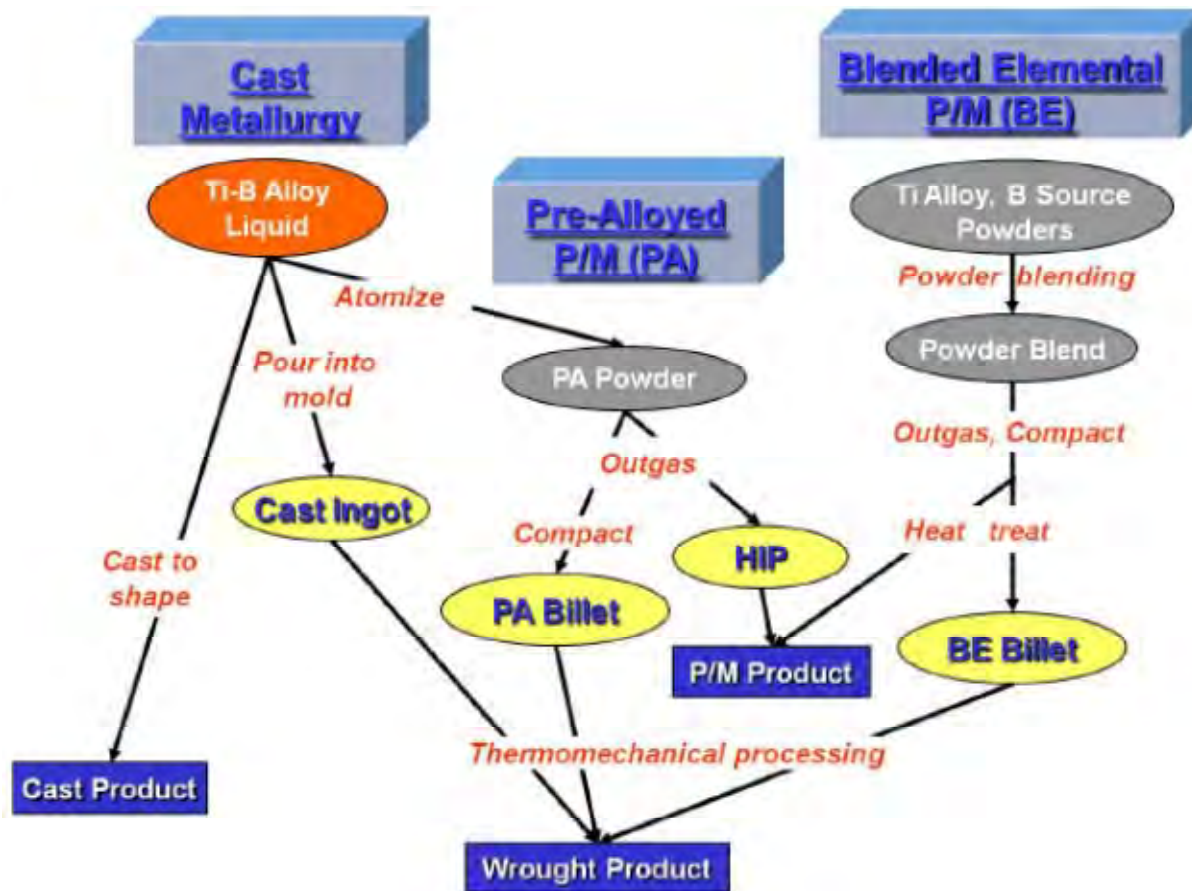 Cast
Metallurgy
Blended Elemental
P/M (BE)
Ti-B Alloy
Liquid
Pre-Alloyed
P/M (PA)
Ti Alloy, B Source
Powders
Atomize
Powder blending
Pour into
mold
PA Powder
Powder Blend
Outgas, Compact
Outgas
Cast Ingot
Compact
HIP
Heat treat
Cast to
shape
PA Billet
BE Billet
P/M Product
Thermomechanical processing
Cast Product
Wrought Product